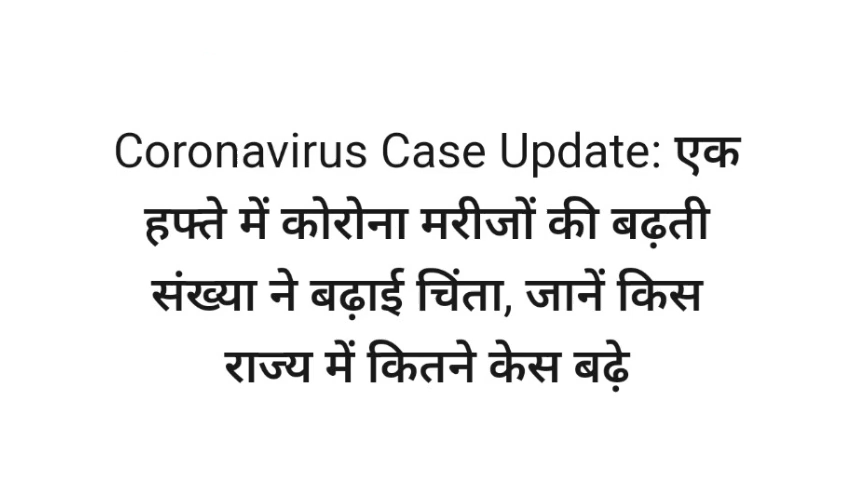 Coronavirus Case Update: एक
हफ्ते में कोरोना मरीजों की बढ़ती
संख्या ने बढ़ाई चिंता, जानें किस
राज्य में कितने केस बढ़े